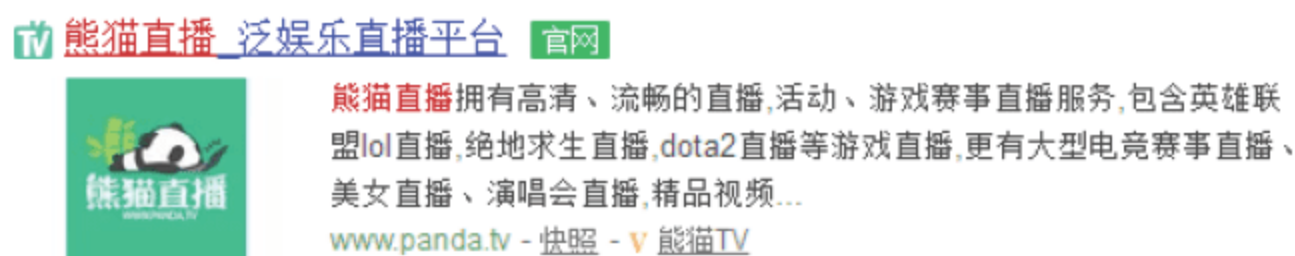 TV 熊猫直播_泛娱乐直播平台 官网
熊猫直播拥有高清、流畅的直播,活动、游戏赛事直播服务,包含英雄联
盟lol直播,绝地求生直播,dota2直播等游戏直播,更有大型电竞赛事直播、
美女直播、演唱会直播,精品视频...
熊猫直播
WWW.PANDA.TV
www.panda.tv - 快照 - V 熊猫TV